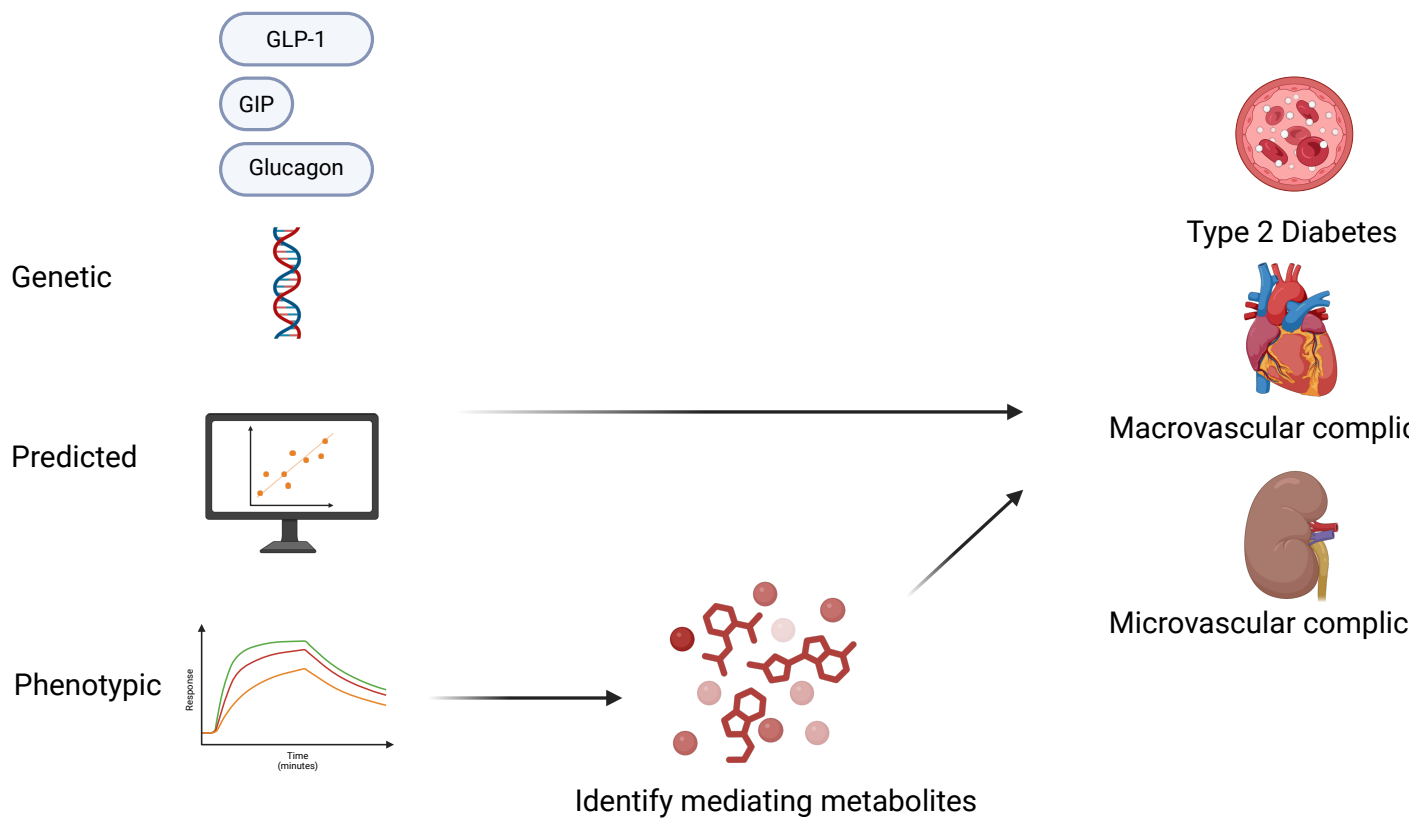 GLP-1
GIP
Glucagon
Type 2 Diabetes
Genetic
Macrovascular complic
Predicted
Microvascular complic
Phenotypic
Response
Time
(minutes)
Identify mediating metabolites